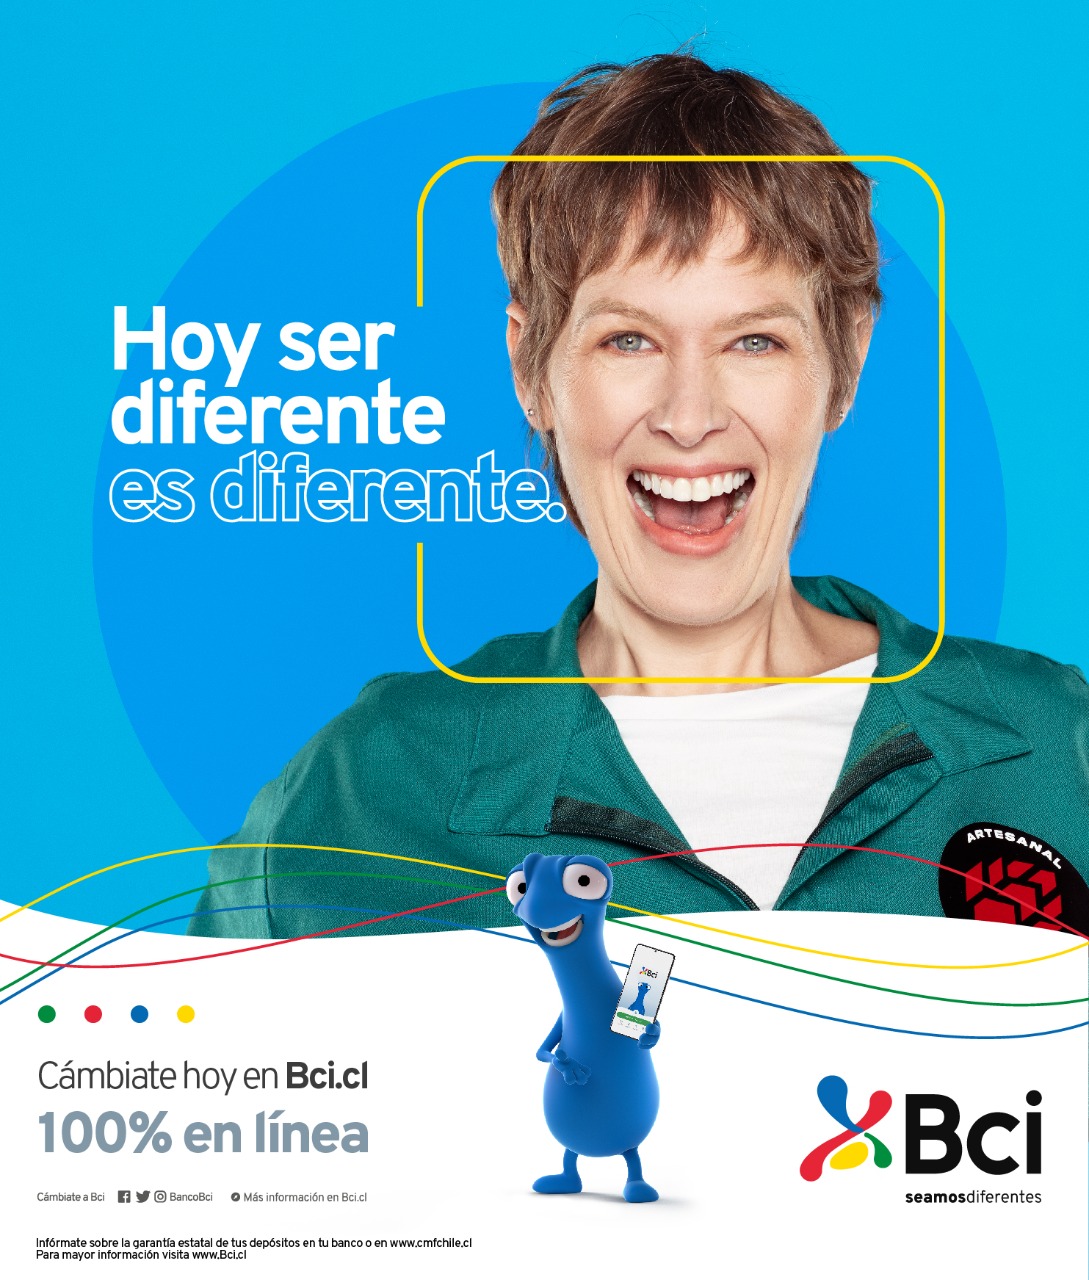 Hoy ser
diferente
es diferente.
ARTESANAL
Bci
Cámbiate hoy en Bci.cl
100% en línea
Cámbiate a Bci BancoBci Más información en Bci.cl
Bci
seamosdiferentes
Infórmate sobre la garantía estatal de tus depósitos en tu banco o en www.cmfchile.cl
Para mayor información visita www.Bci.cl